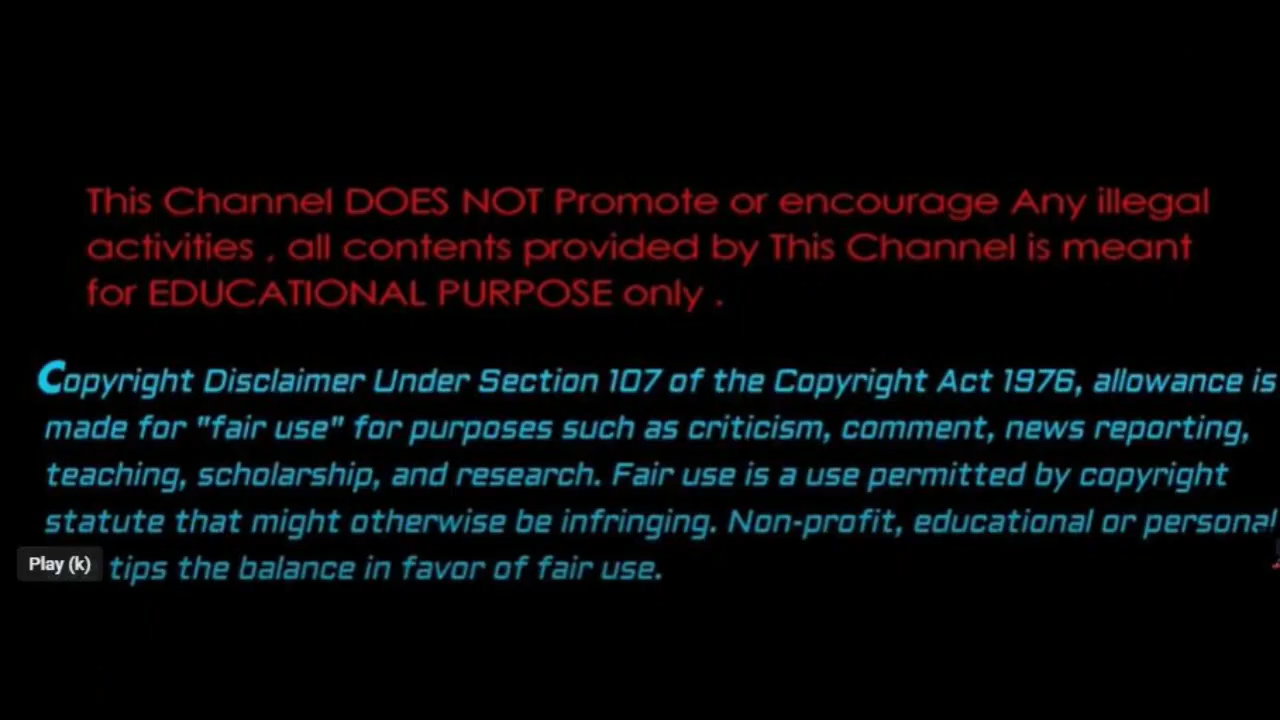 This Channel DOES NOT Promote or encourage Any illegal
activities , all contents provided by This Channel is meant
for EDUCATIONAL PURPOSE only .
Copyright Disclaimer Under Section 107 of the Copyright Act 1976, allowance is
made for "fair use" for purposes such as criticism, comment, news reporting,
teaching, scholarship, and research. Fair use is a use permitted by copyright
statute that might otherwise be infringing. Non-profit, educational or personal
Play (k) tips the balance in favor of fair use.